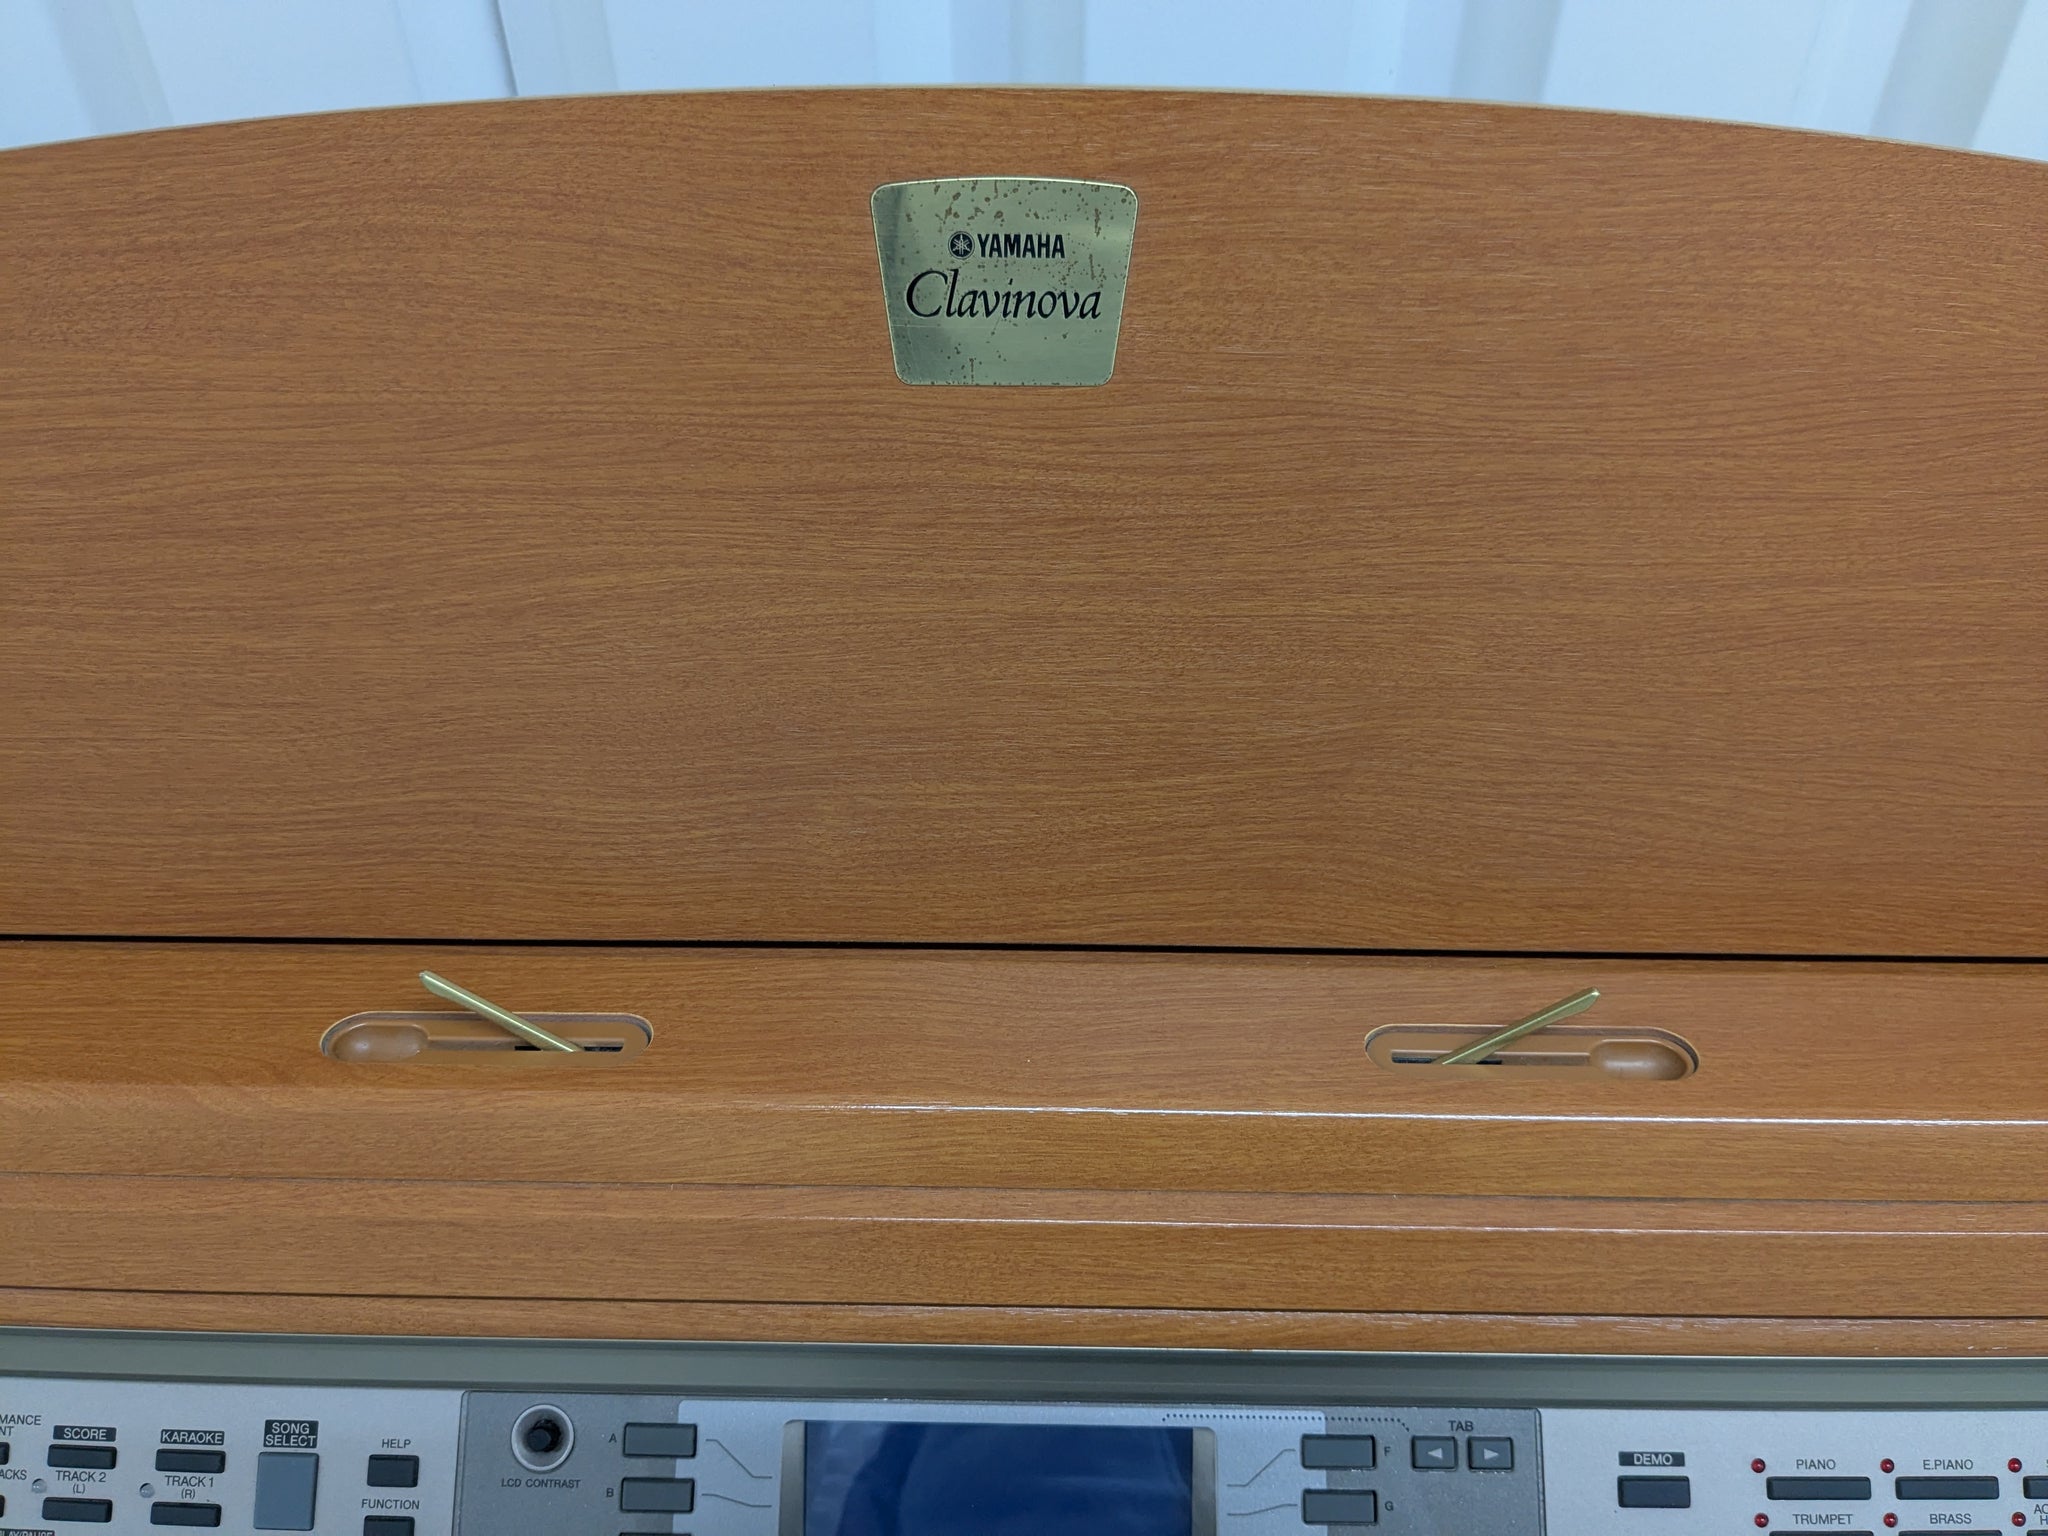 YAMAHA
Clavinova
SCORE
KARAOKE
SONG
SELECT
HELP
TRACK 2
(L)
TRACK 1
(R)
FUNCTION
LCD CONTRAST
A
B
F
G
TAB
DEMO
PIANO
E.PIANO
TRUMPET
BRASS